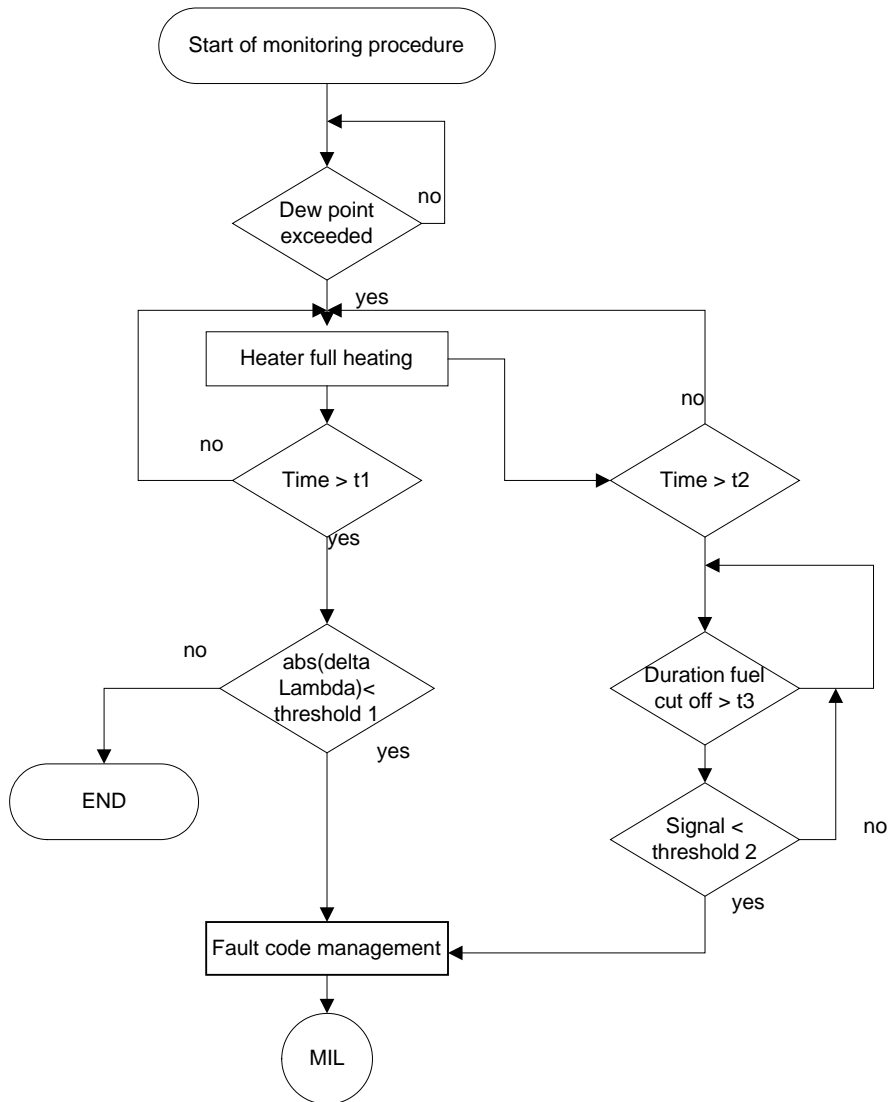 Start of monitoring procedure
no
Dew point
exceeded
yes
Heater full heating
no
no
Time > t1
Time > t2
yes
no
abs(delta
Lambda)<
threshold 1
Duration fuel
cut off > t3
yes
END
Signal <
threshold 2
no
yes
Fault code management
MIL